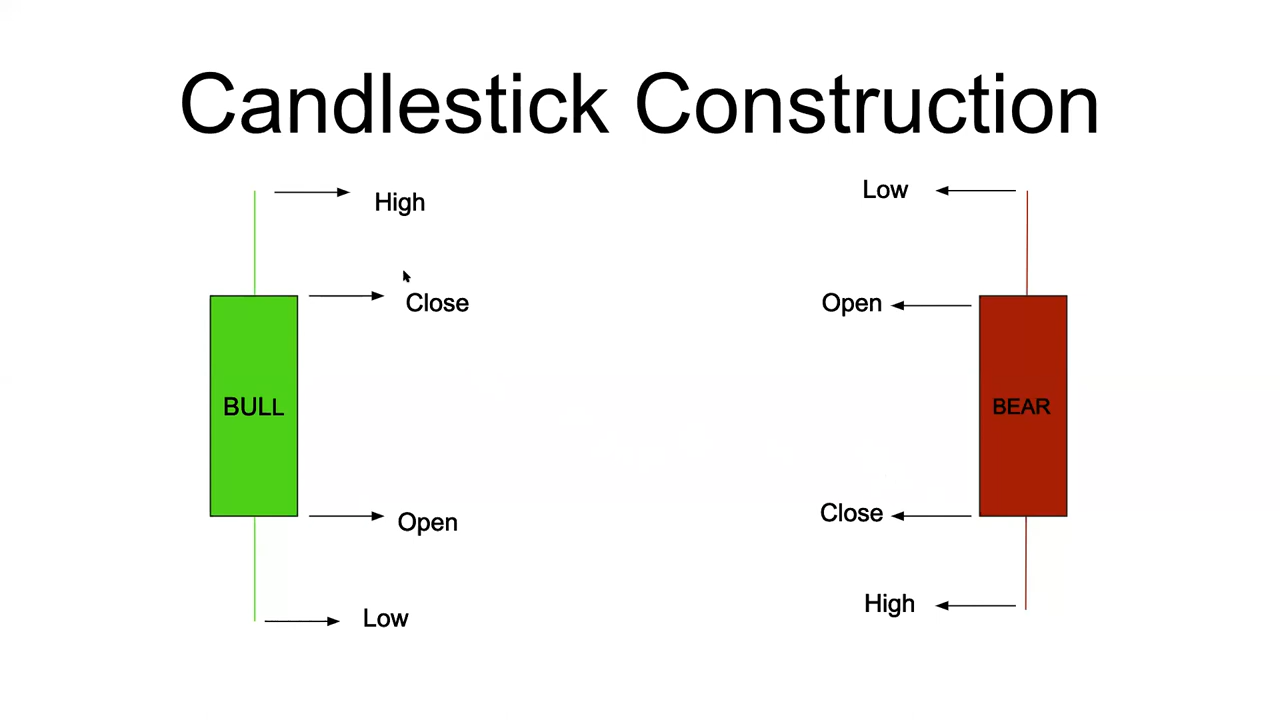 Candlestick Construction
High
Close
BULL
Open
Low
Low
Open
BEAR
Close
High